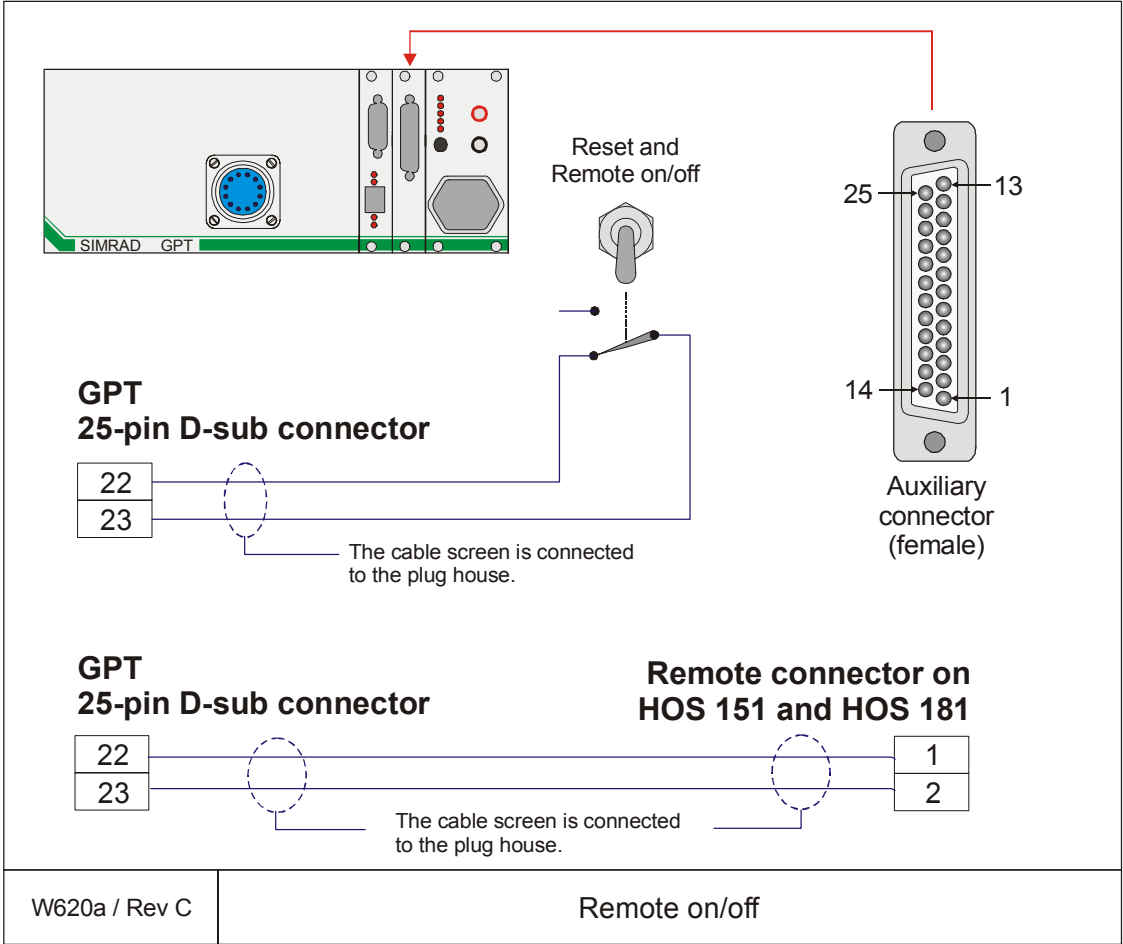 SIMRAD GPT
Reset and
Remote on/off
25
13
14
1
Auxiliary
connector
(female)
GPT
25-pin D-sub connector
22
23
The cable screen is connected
to the plug house.
GPT
25-pin D-sub connector
22
23
Remote connector on
HOS 151 and HOS 181
1
2
The cable screen is connected
to the plug house.
W620a / Rev C
Remote on/off